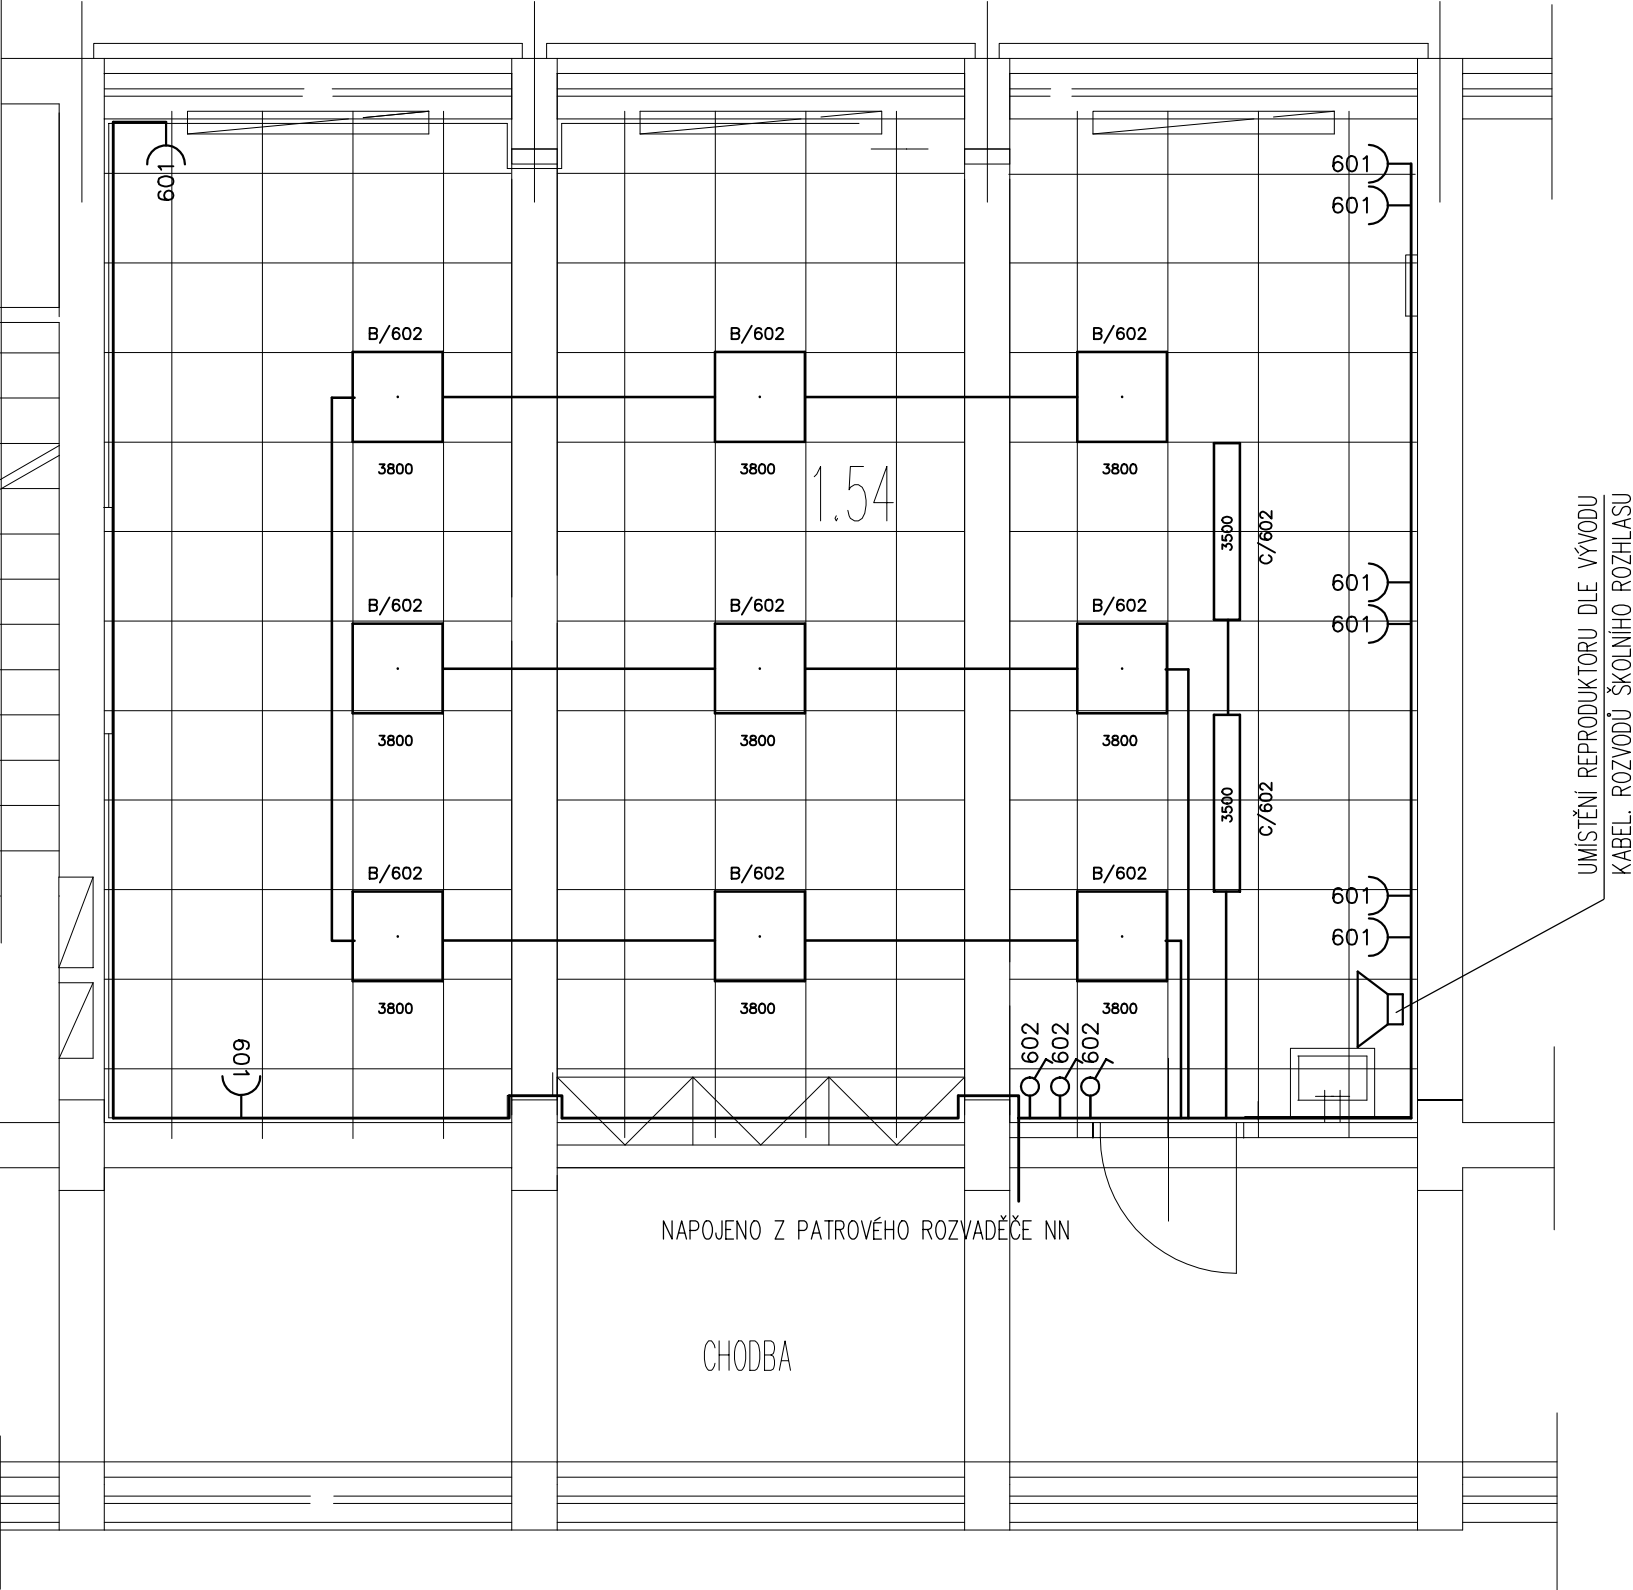 601
601
601
B/602
B/602
B/602
3800
3800
3800
1.54
3500
C/602
UMÍSTĚNÍ REPRODUKTORU DLE VÝVODU
KABEL. ROZVODŮ ŠKOLNÍHO ROZHLASU
601
601
B/602
B/602
B/602
3800
3800
3800
3500
C/602
B/602
B/602
B/602
601
601
3800
3800
3800
601
602
602
602
NAPOJENO Z PATROVÉHO ROZVADĚČE NN
CHODBA